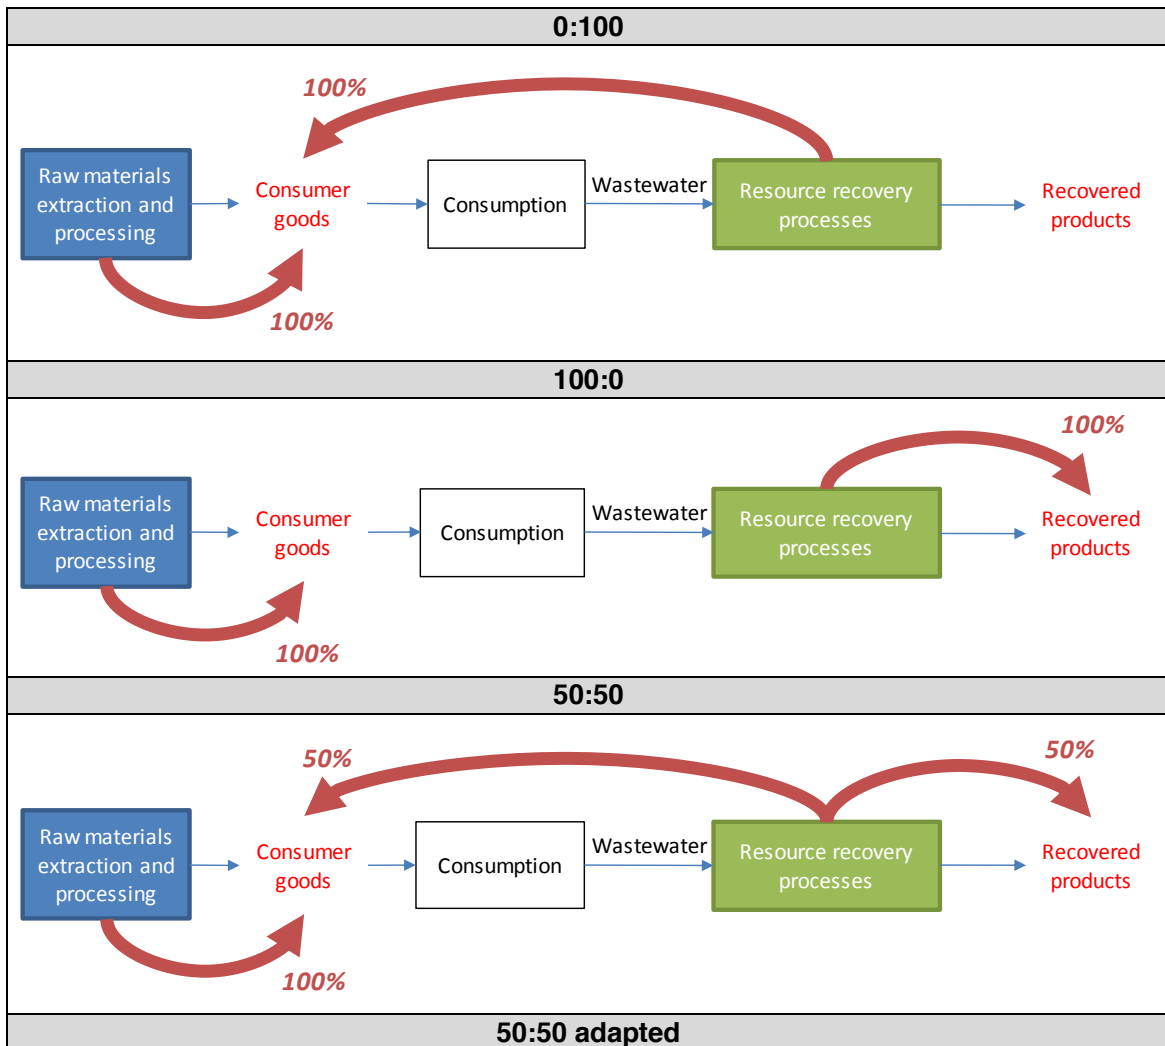 0:100
100%
Raw materials
extraction and
processing
Consumer
goods
Consumption
Wastewater
Resource recovery
processes
Recovered
products
100%
100:0
100%
Raw materials
extraction and
processing
Consumer
goods
Consumption
Wastewater
Resource recovery
processes
Recovered
products
100%
50:50
50%
50%
Raw materials
extraction and
processing
Consumer
goods
Consumption
Wastewater
Resource recovery
processes
Recovered
products
100%
50:50 adapted